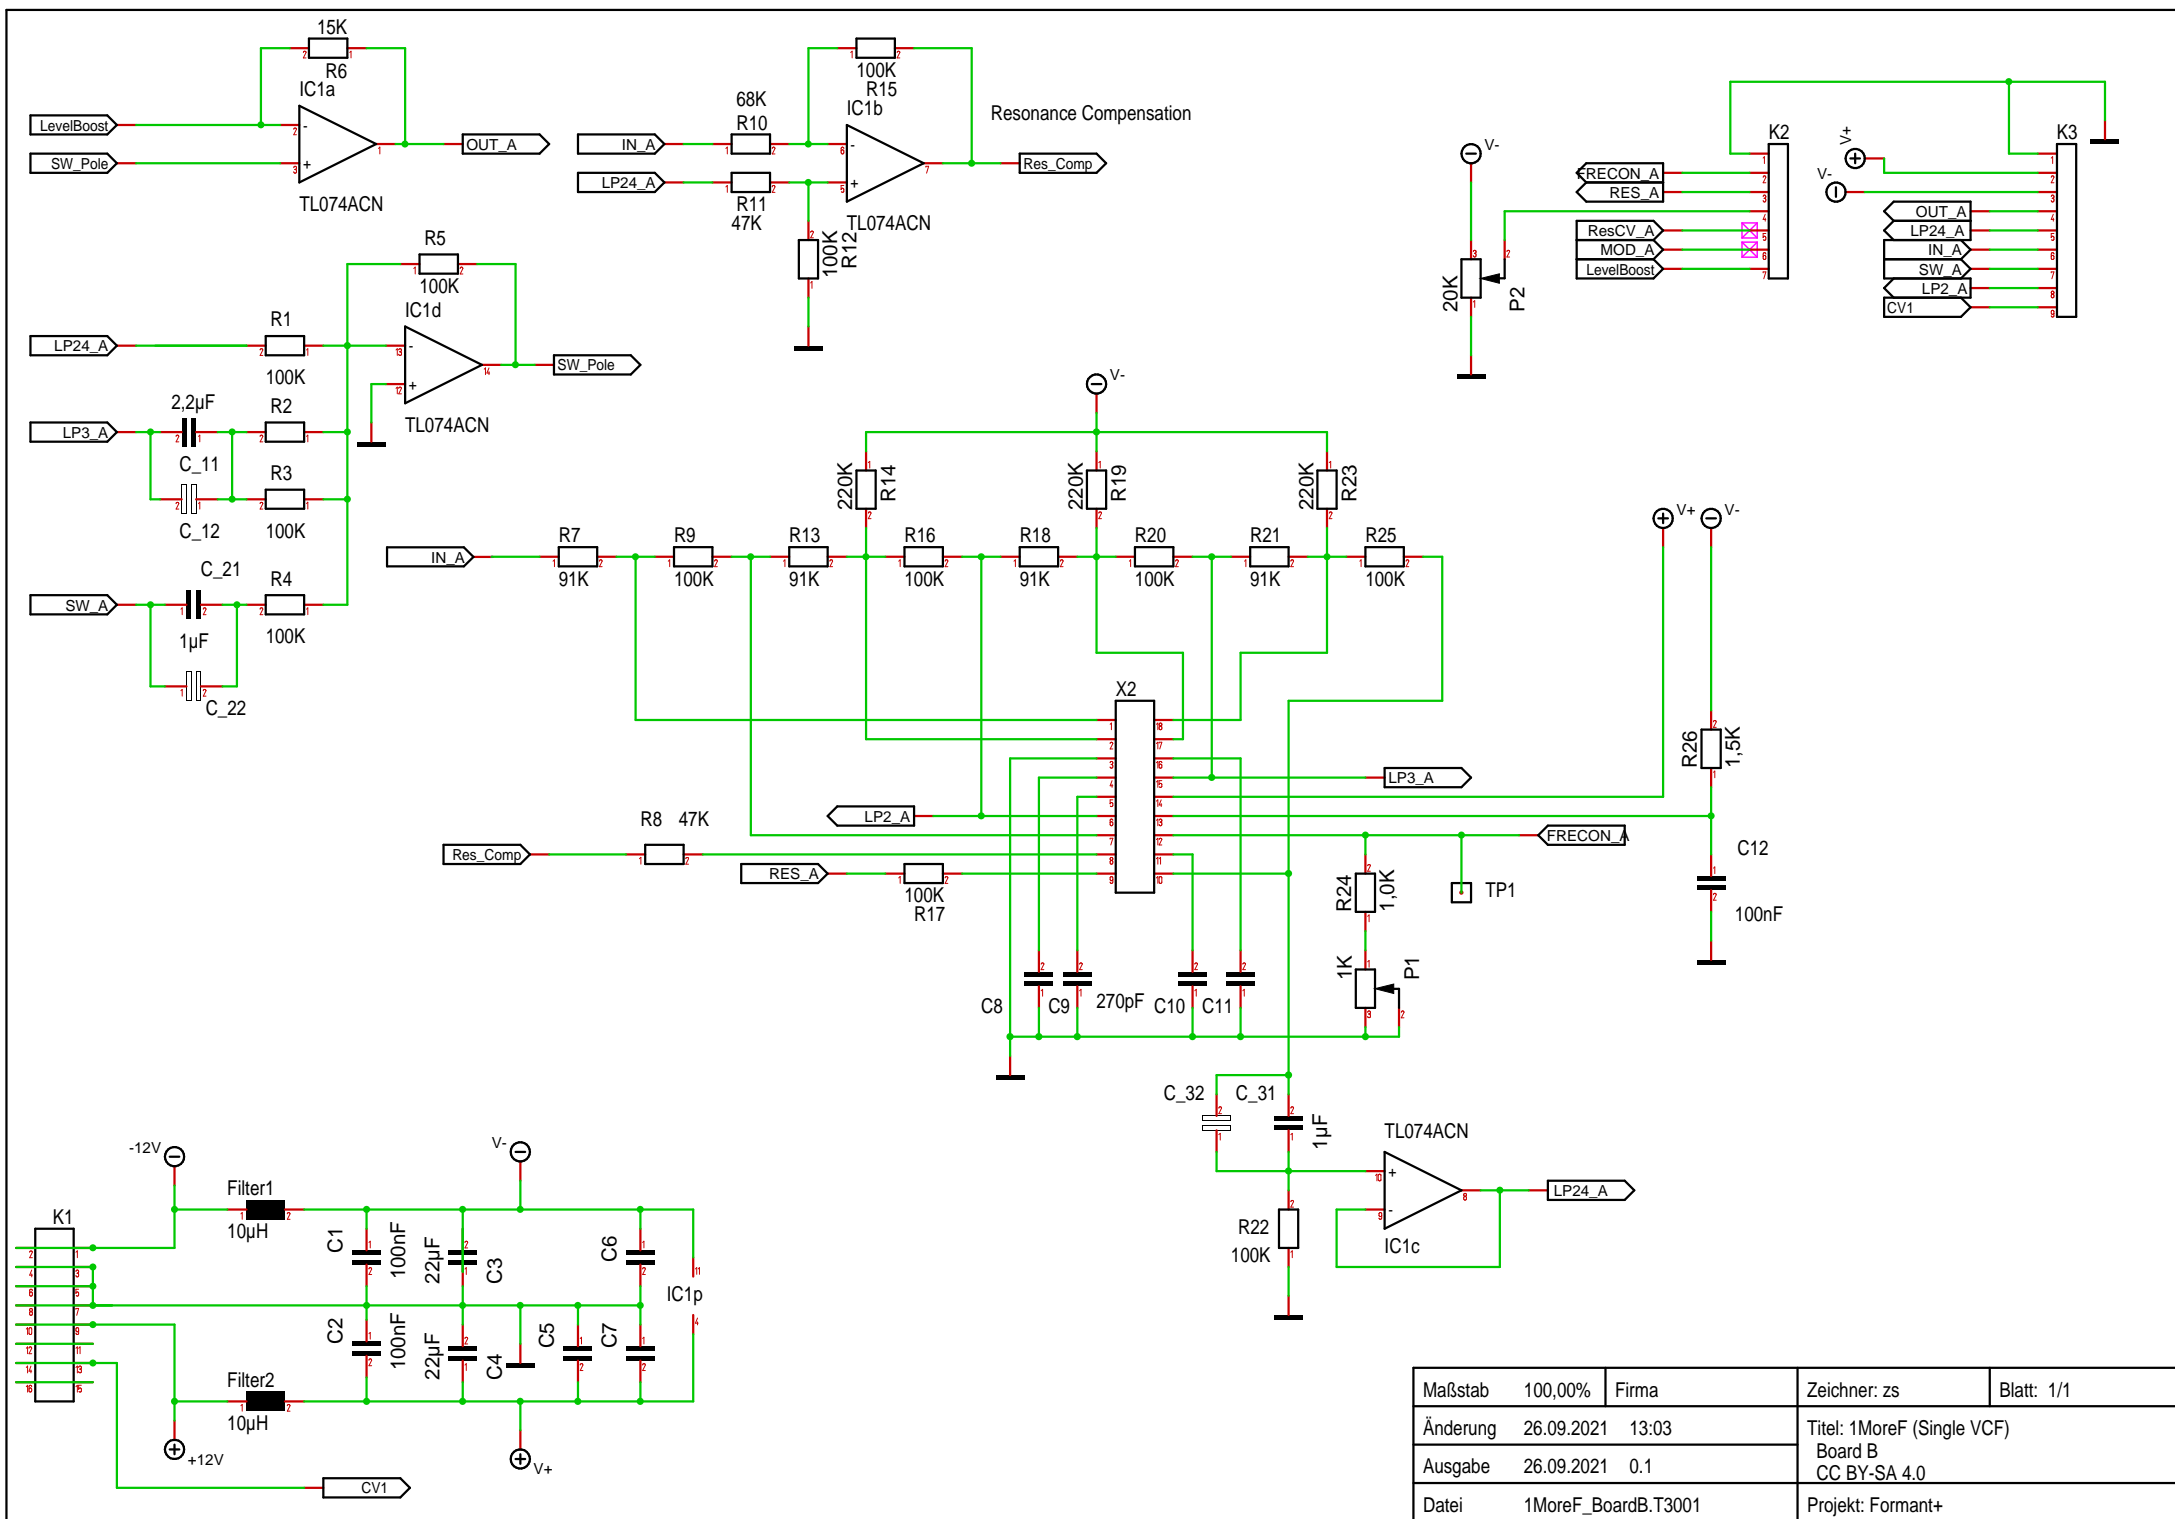 15K
R6
IC1a
LevelBoost
SW_Pole
OUT_A
TL074ACN
100K
R15
IC1b
68K
R10
IN_A
LP24_A
R11
47K
Res_Comp
TL074ACN
100K
R12
Resonance Compensation
V-
20K
P2
K2
FRECON_A
RES_A
ResCV_A
MOD_A
LevelBoost
V+
V-
K3
OUT_A
LP24_A
IN_A
SW_A
LP2_A
CV1
R5
100K
IC1d
LP24_A
R1
100K
SW_Pole
TL074ACN
2,2µF
LP3_A
R2
C_11
R3
C_12
100K
C_21
R4
SW_A
1µF
100K
C_22
V-
220K
R14
220K
R19
220K
R23
V+
V-
IN_A
R7
91K
R9
100K
R13
91K
R16
100K
R18
91K
R20
100K
R21
91K
R25
100K
X2
LP3_A
R26
1,5K
LP2_A
R8 47K
Res_Comp
RES_A
100K
R17
FRECON_A
R24
1,0K
TP1
C12
100nF
C8
C9
270pF
C10
C11
1K
P1
C_32
C_31
1µF
TL074ACN
R22
100K
IC1c
LP24_A
-12V
V-
Filter1
10µH
K1
C1
100nF
22µF
C3
C6
IC1p
C2
100nF
22µF
C4
C5
C7
Filter2
10µH
+12V
V+
CV1
Maßstab 100,00% Firma Zeichner: zs Blatt: 1/1
Änderung 26.09.2021 13:03 Titel: 1MoreF (Single VCF)
Board B
Ausgabe 26.09.2021 0.1 CC BY-SA 4.0
Datei 1MoreF_BoardB.T3001 Projekt: Formant+